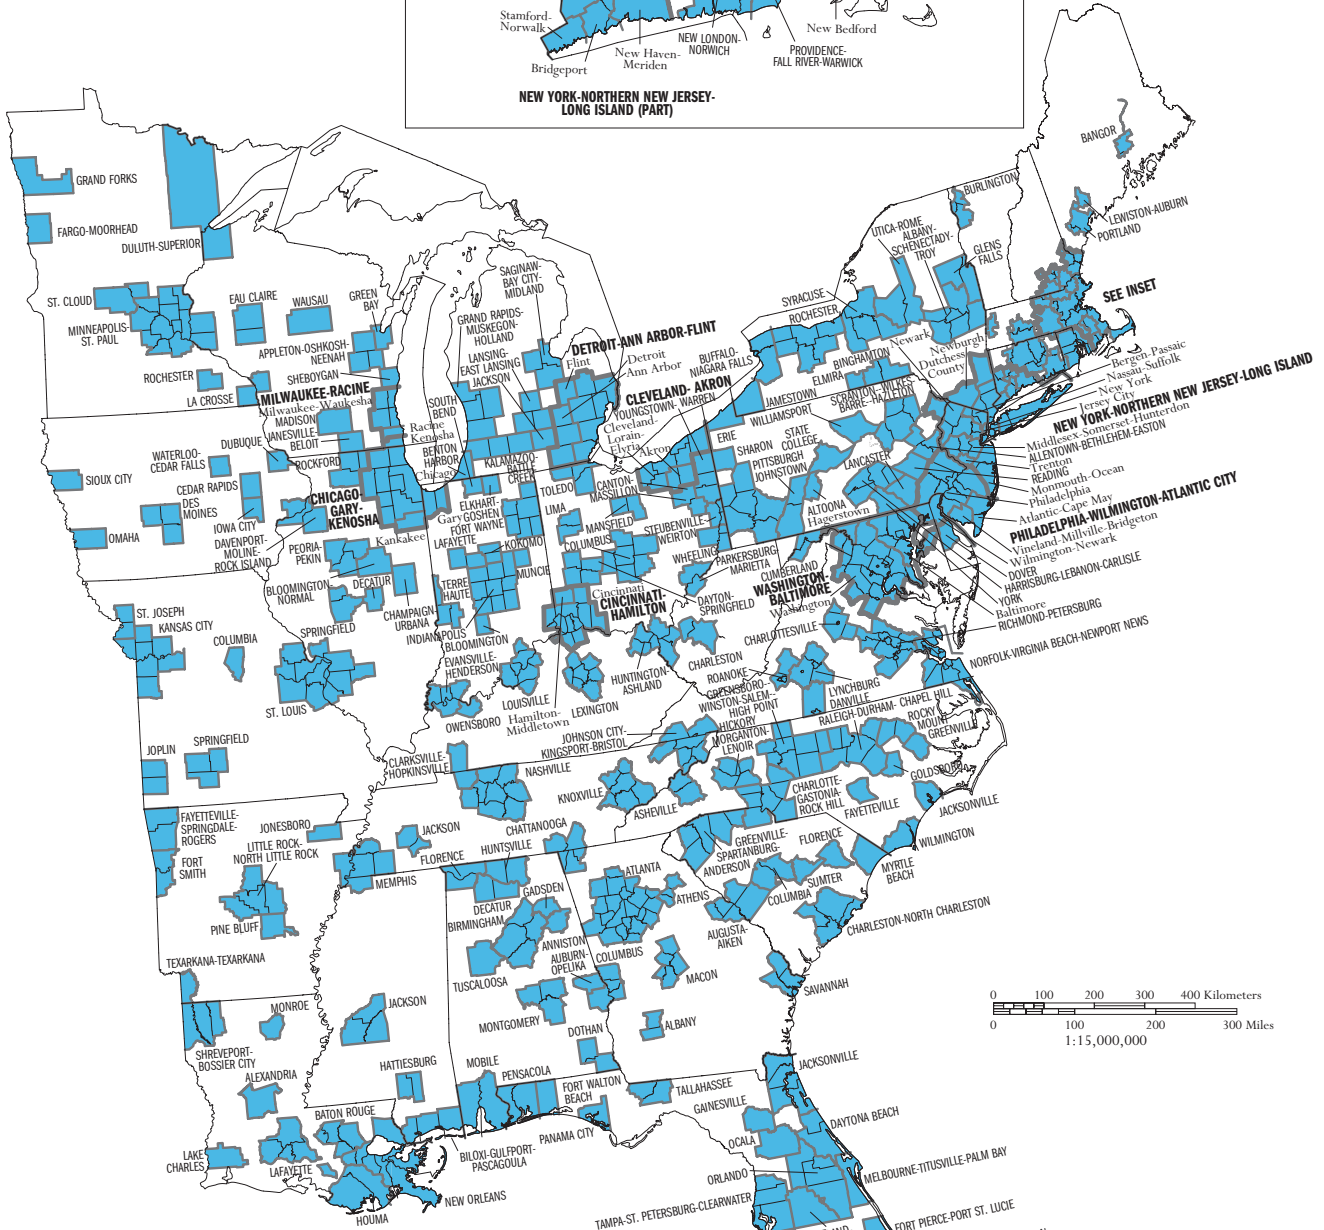 Stamford-
Norwalk
Bridgeport
New Haven-
Meriden
NEW LONDON-
NORWICH
New Bedford
PROVIDENCE-
FALL RIVER-WARWICK
NEW YORK-NORTHERN NEW JERSEY-
LONG ISLAND (PART)
BANGOR
GRAND FORKS
FARGO-MOORHEAD
DULUTH-SUPERIOR
BURLINGTON
LEWISTON-AUBURN
PORTLAND
UTICA-ROME
ALBANY-
SCHENECTADY-
TROY
GLENS
FALLS
SEE INSET
ST. CLOUD
MINNEAPOLIS-
ST. PAUL
EAU CLAIRE
WAUSAU
GREEN
BAY
SAGINAW-
BAY CITY-
MIDLAND
GRAND RAPIDS-
MUSKEGON-
HOLLAND
LANSING-
EAST LANSING
JACKSON
DETROIT-ANN ARBOR-FLINT
Flint
Detroit
Ann Arbor
SYRACUSE
ROCHESTER
BUFFALO-
NIAGARA FALLS
BINGHAMTON
ELMIRA
Newark
Newburgh
Dutchess
County
Bergen-Passaic
Nassau-Suffolk
New York
Jersey City
NEW YORK-NORTHERN NEW JERSEY-LONG ISLAND
Middlesex-Somerset-Hunterdon
ALLENTOWN-BETHLEHEM-EASTON
Trenton
READING
Monmouth-Ocean
Philadelphia
Atlantic-Cape May
PHILADELPHIA-WILMINGTON-ATLANTIC CITY
Vineland-Millville-Bridgeton
Wilmington-Newark
DOVER
HARRISBURG-LEBANON-CARLISLE
YORK
Baltimore
RICHMOND-PETERSBURG
NORFOLK-VIRGINIA BEACH-NEWPORT NEWS
APPLETON-OSHKOSH-
NEENAH
SHEBOYGAN
ROCHESTER
LA CROSSE
MILWAUKEE-RACINE
Milwaukee-Waukesha
MADISON
JANESVILLE-
BELOIT
Racine
Kenosha
SOUTH
BEND
BENTON
HARBOR
Chicago
DUBUQUE
ROCKFORD
WATERLOO-
CEDAR FALLS
CEDAR RAPIDS
SIOUX CITY
DES
MOINES
IOWA CITY
OMAHA
DAVENPORT-
MOLINE-
ROCK ISLAND
CHICAGO-
GARY-
KENOSHA
Kankakee
KALAMAZOO-
BATTLE
CREEK
ELKHART-
GOSHEN
Gary
FORT WAYNE
LAFAYETTE
KOKOMO
MUNCIE
CLEVELAND- AKRON
YOUNGSTOWN- WARREN
Cleveland-
Lorain-
Elyria
Akron
TOLEDO
LIMA
CANTON-
MASSILLON
MANSFIELD
COLUMBUS
STEUBENVILLE-
WEIRTON
WHEELING
PARKERSBURG-
MARIETTA
JAMESTOWN
ERIE
SHARON
STATE
COLLEGE
WILLIAMSPORT
SCRANTON-WILKES-
BARRE-HAZLETON
PITTSBURGH
JOHNSTOWN
LANCASTER
ALTOONA
Hagerstown
CUMBERLAND
WASHINGTON-
BALTIMORE
Washington
PEORIA-
PEKIN
BLOOMINGTON-
NORMAL
DECATUR
CHAMPAIGN-
URBANA
SPRINGFIELD
TERRE
HAUTE
INDIANAPOLIS
BLOOMINGTON
EVANSVILLE-
HENDERSON
OWENSBORO
LOUISVILLE
LEXINGTON
Cincinnati
CINCINNATI-
HAMILTON
Hamilton-
Middletown
DAYTON-
SPRINGFIELD
HUNTINGTON-
ASHLAND
CHARLESTON
ROANOKE
CHARLOTTESVILLE
LYNCHBURG
DANVILLE
GREENSBORO-
WINSTON-SALEM--
HIGH POINT
HICKORY
MORGANTON-
LENOIR
RALEIGH-DURHAM- CHAPEL HILL
ROCKY
MOUNT
GREENVILLE
GOLDSBORO
JACKSONVILLE
WILMINGTON
FAYETTEVILLE
CHARLOTTE-
GASTONIA-
ROCK HILL
ST. JOSEPH
KANSAS CITY
COLUMBIA
ST. LOUIS
JOPLIN
SPRINGFIELD
CLARKSVILLE-
HOPKINSVILLE
NASHVILLE
JOHNSON CITY-
KINGSPORT-BRISTOL
KNOXVILLE
ASHEVILLE
CHATTANOOGA
FAYETTEVILLE-
SPRINGDALE-
ROGERS
FORT
SMITH
JONESBORO
LITTLE ROCK-
NORTH LITTLE ROCK
PINE BLUFF
JACKSON
MEMPHIS
FLORENCE
HUNTSVILLE
DECATUR
GADSDEN
BIRMINGHAM
ANNISTON
TUSCALOOSA
AUBURN-
OPELIKA
COLUMBUS
MONTGOMERY
DOTHAN
ATLANTA
ATHENS
MACON
ALBANY
GREENVILLE-
SPARTANBURG-
ANDERSON
FLORENCE
SUMTER
COLUMBIA
MYRTLE
BEACH
AUGUSTA-
AIKEN
CHARLESTON-NORTH CHARLESTON
SAVANNAH
TEXARKANA-TEXARKANA
SHREVEPORT-
BOSSIER CITY
MONROE
JACKSON
ALEXANDRIA
HATTIESBURG
MOBILE
PENSACOLA
FORT WALTON
BEACH
PANAMA CITY
TALLAHASSEE
BATON ROUGE
LAKE
CHARLES
LAFAYETTE
HOUMA
NEW ORLEANS
BILOXI-GULFPORT-
PASCAGOULA
JACKSONVILLE
GAINESVILLE
DAYTONA BEACH
OCALA
ORLANDO
MELBOURNE-TITUSVILLE-PALM BAY
TAMPA-ST. PETERSBURG-CLEARWATER
FORT PIERCE-PORT ST. LUCIE
0 100 200 300 400 Kilometers
0 100 200 300 Miles
1:15,000,000